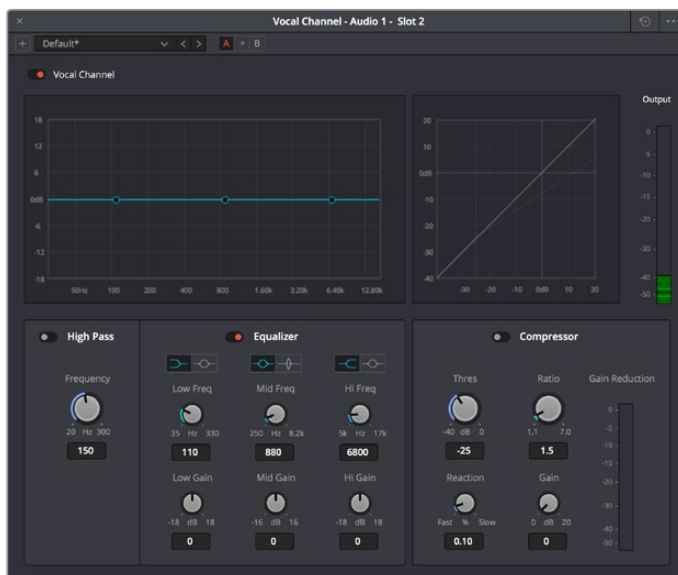 Vocal Channel - Audio 1 - Slot 2
Default*
A
B
Vocal Channel
18
12
6
0dB
-6
-12
-18
50Hz 100 200 400 800 1.60k 3.20k 6.40k 12.80k
20
10
0dB
-10
-20
-30
-40
-30 -20 -10 0dB 10 20
Output
0
-5
-10
-15
-20
-30
-40
-50
High Pass
Frequency
20 Hz 300
150
Equalizer
Low Freq Mid Freq Hi Freq
35 Hz 330 250 Hz 8.2k 5k Hz 17k
110 880 6800
Low Gain Mid Gain Hi Gain
-18 dB 18 -16 dB 16 -18 dB 18
0 0 0
Compressor
Thres Ratio Gain Reduction
-40 dB 0 1.1 7.0
-25 1.5
Reaction Gain
Fast % Slow 0 dB 20
0.10 0
0
-5
-10
-15
-20
-30
-40
-50